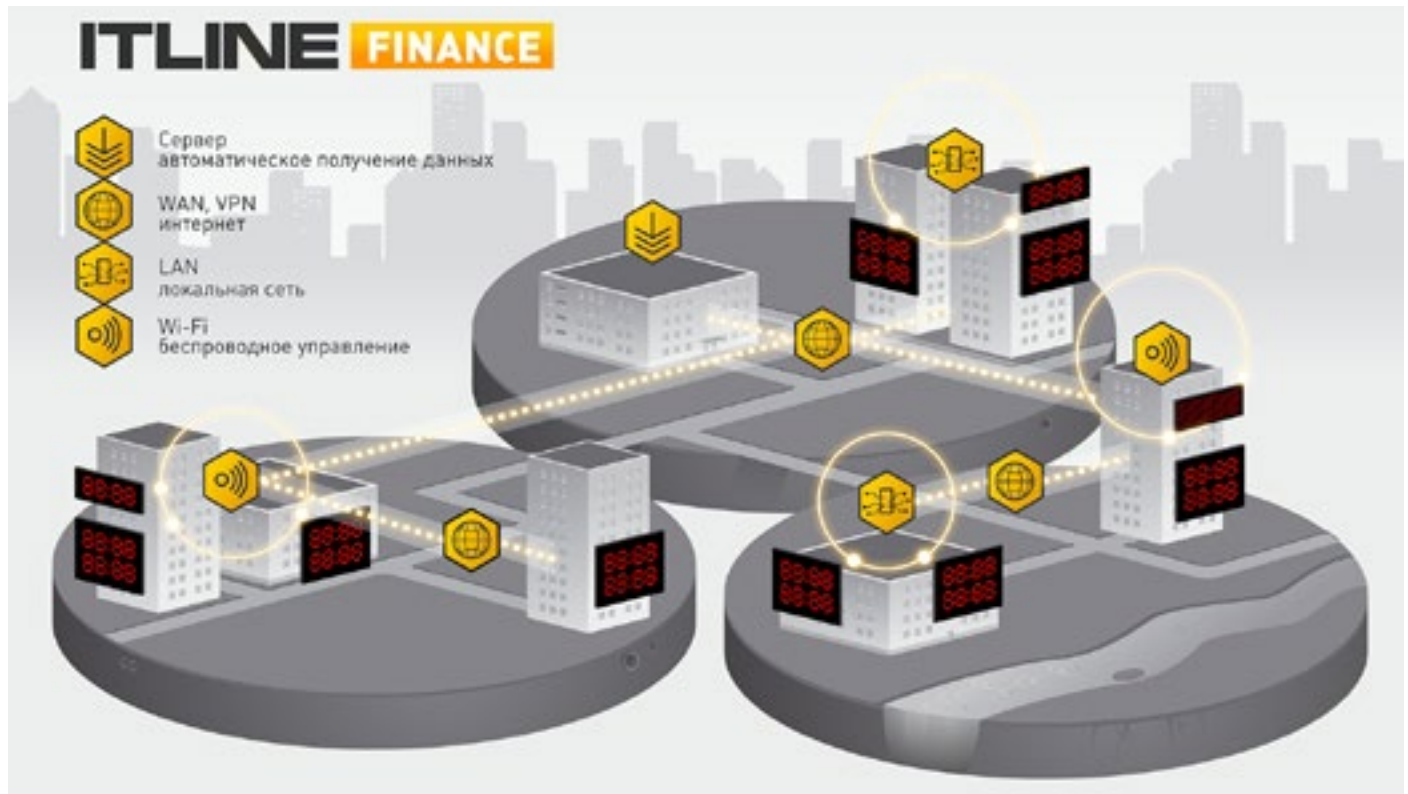 ITLINE FINANCE
Сервер
автоматическое получение данных
WAN, VPN
интернет
LAN
локальная сеть
Wi-Fi
беспроводное управление